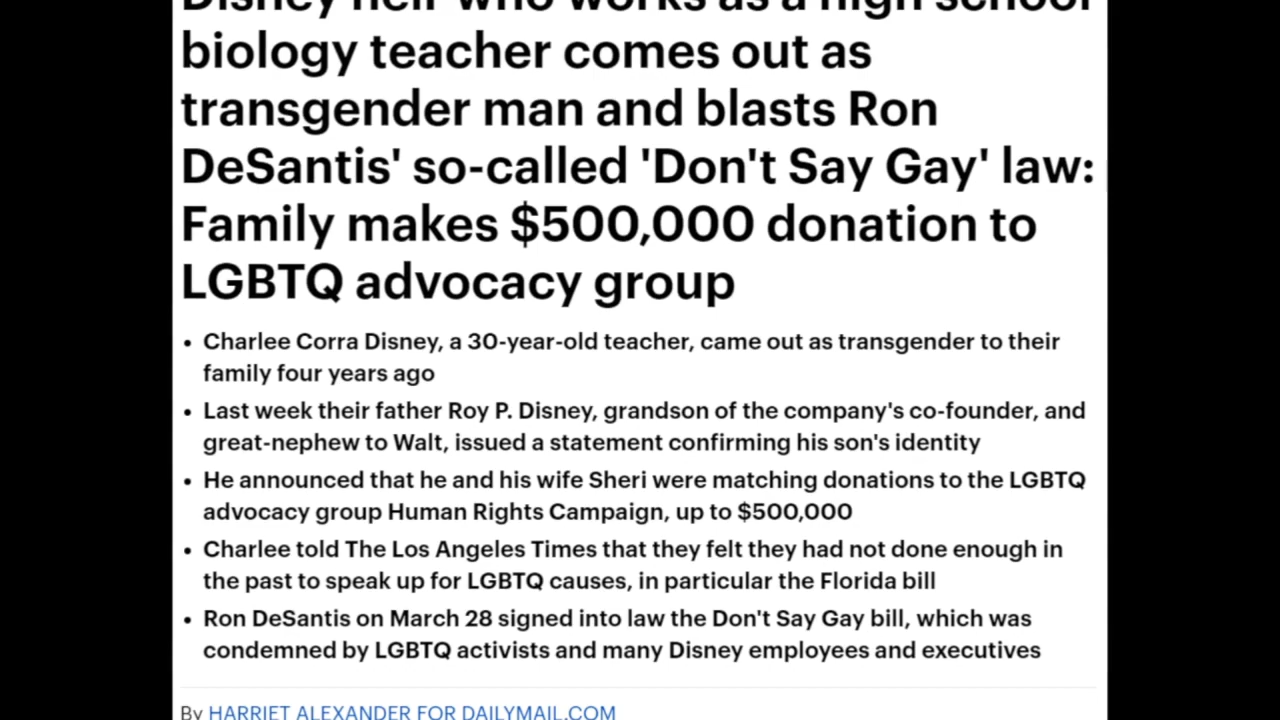 Disney heir who works as a high school
biology teacher comes out as
transgender man and blasts Ron
DeSantis' so-called 'Don't Say Gay' law:
Family makes $500,000 donation to
LGBTQ advocacy group
• Charlee Corra Disney, a 30-year-old teacher, came out as transgender to their
family four years ago
• Last week their father Roy P. Disney, grandson of the company's co-founder, and
great-nephew to Walt, issued a statement confirming his son's identity
• He announced that he and his wife Sheri were matching donations to the LGBTQ
advocacy group Human Rights Campaign, up to $500,000
• Charlee told The Los Angeles Times that they felt they had not done enough in
the past to speak up for LGBTQ causes, in particular the Florida bill
• Ron DeSantis on March 28 signed into law the Don't Say Gay bill, which was
condemned by LGBTQ activists and many Disney employees and executives
By HARRIET ALEXANDER FOR DAILYMAIL.COM